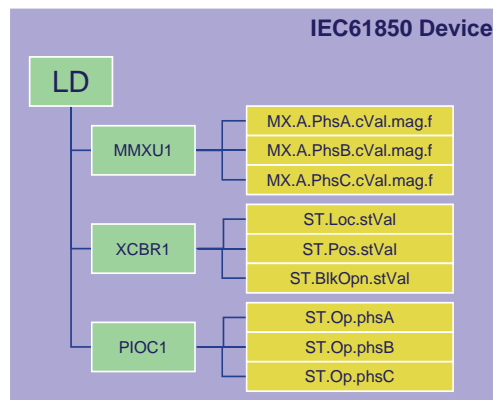 IEC61850 Device
LD
MMXU1
MX.A.PhsA.cVal.mag.f
MX.A.PhsB.cVal.mag.f
MX.A.PhsC.cVal.mag.f
XCBR1
ST.Loc.stVal
ST.Pos.stVal
ST.BlkOpn.stVal
PIOC1
ST.Op.phsA
ST.Op.phsB
ST.Op.phsC